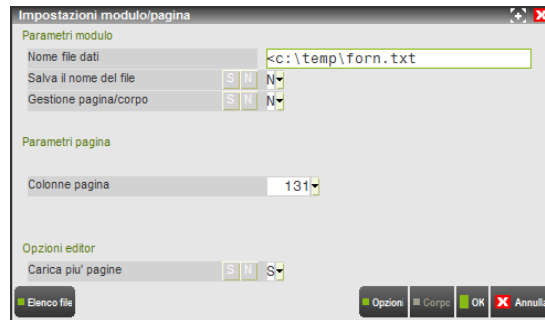 Impostazioni modulo/pagina
Parametri modulo
Nome file dati <c:\temp\forn.txt
Salva il nome del file S N N
Gestione pagina/corpo S N N
Parametri pagina
Colonne pagina 131
Opzioni editor
Carica piu' pagine S N S
Elenco file Opzioni Corpo OK X Annulla